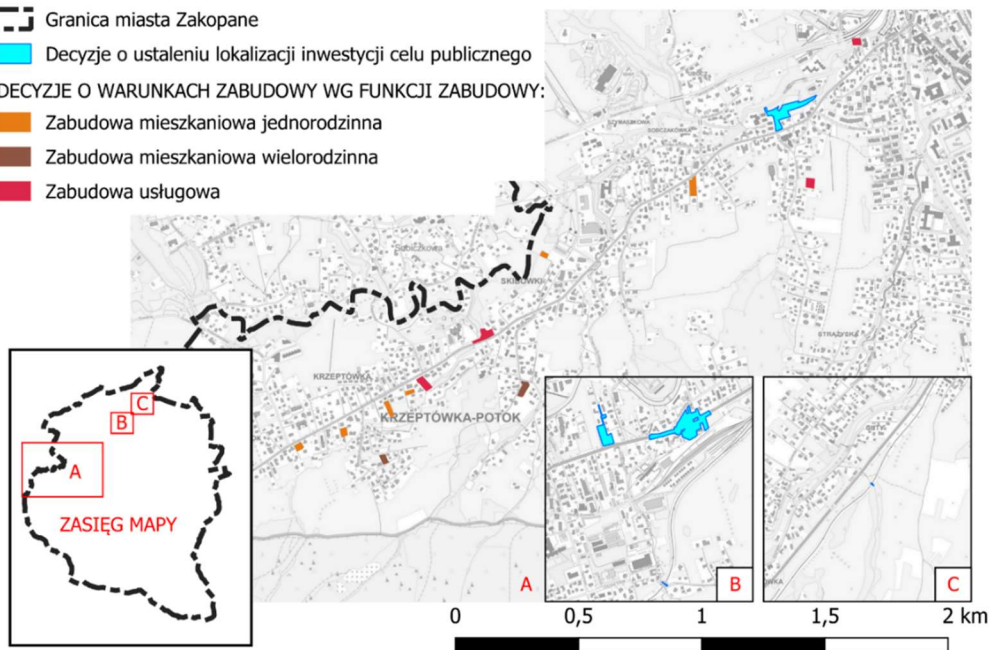 Granica miasta Zakopane
Decyzje o ustaleniu lokalizacji inwestycji celu publicznego
DECYZJE O WARUNKACH ZABUDOWY WG FUNKCJI ZABUDOWY:
Zabudowa mieszkaniowa jednorodzinna
Zabudowa mieszkaniowa wielorodzinna
Zabudowa usługowa
SZWAJSKOWA
SOBCZAKÓWKA
SKIBÓWKI
STRĄŻYSKA
KRZEPTÓWKA
KRZEPTÓWKA-POTOK
C
B
A
ZASIĘG MAPY
A
B
C
0 0,5 1 1,5 2 km